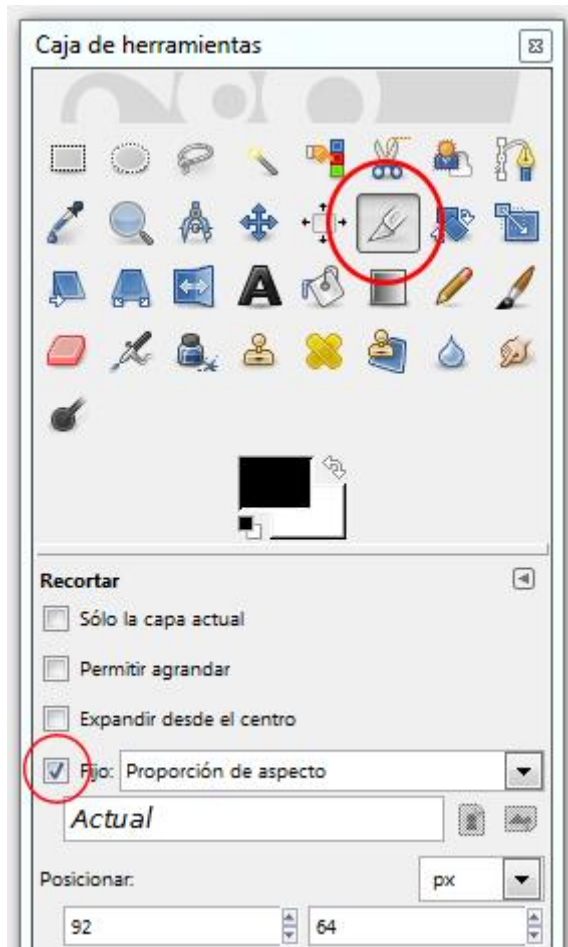 Caja de herramientas
Recortar
Sólo la capa actual
Permitir agrandar
Expandir desde el centro
Fijo: Proporción de aspecto
Actual
Posicionar: px
92 64